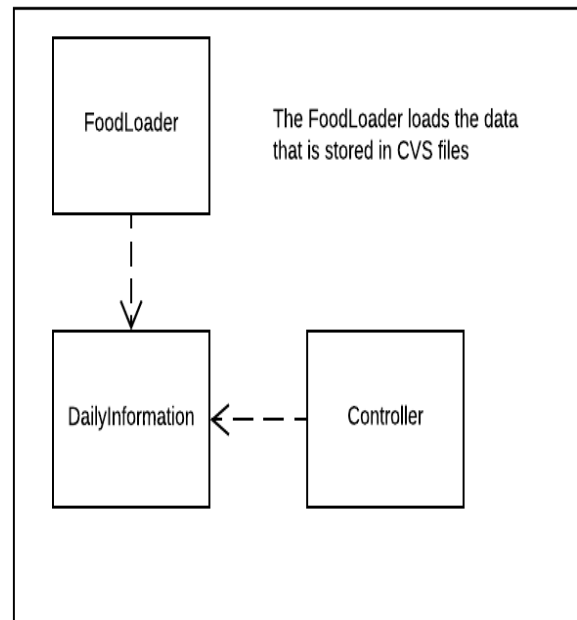 FoodLoader
The FoodLoader loads the data
that is stored in CVS files
DailyInformation
Controller